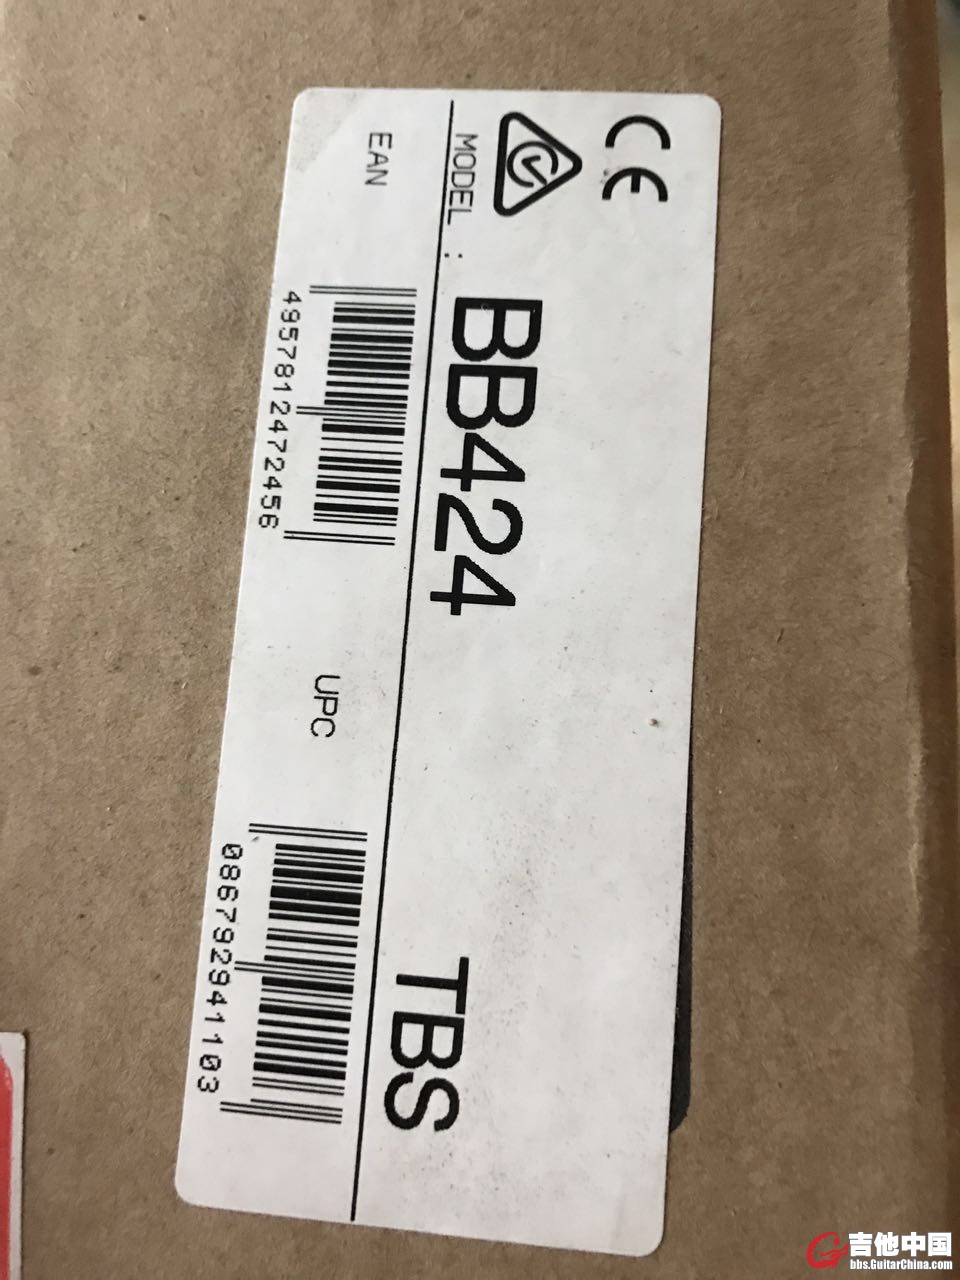 CE
MODEL : BB424 TBS
EAN
4957812472456
UPC
086792941103
吉他中国
bbs.GuitarChina.com